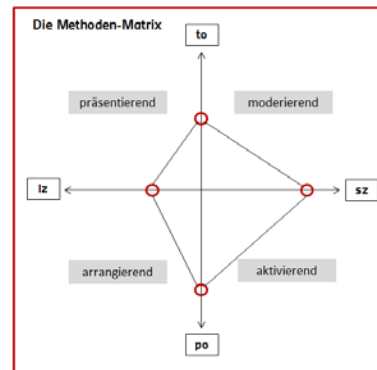 Die Methoden-Matrix
to
präsentierend
moderierend
lz
sz
arrangierend
aktivierend
po